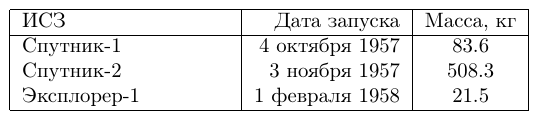 ИСЗ Дата запуска Масса, кг
Спутник-1 4 октября 1957 83.6
Спутник-2 3 ноября 1957 508.3
Эксплорер-1 1 февраля 1958 21.5